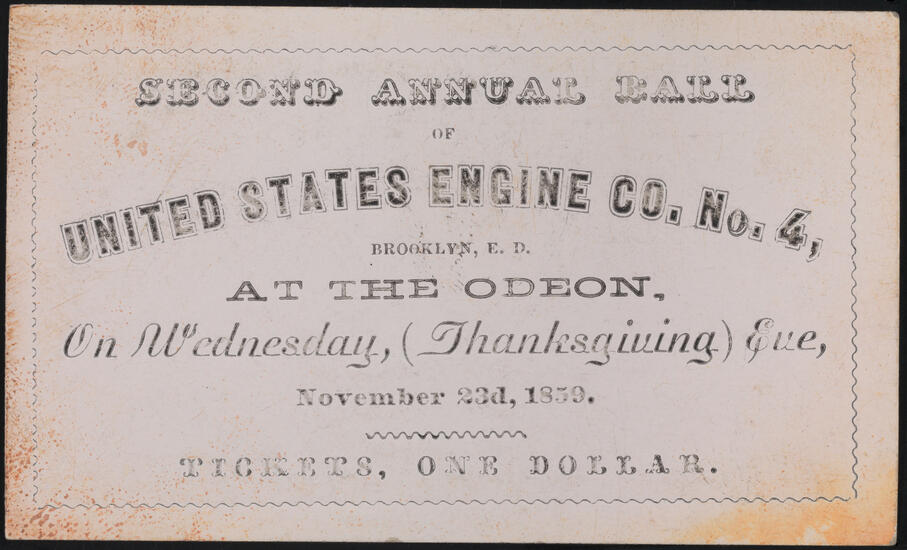 SECOND ANNUAL BALL
OF
UNITED STATES ENGINE CO. No. 4,
BROOKLYN, E. D.
AT THE ODEON,
On Wednesday, (Thanksgiving) Eve,
November 23d, 1859.
TICKETS, ONE DOLLAR.